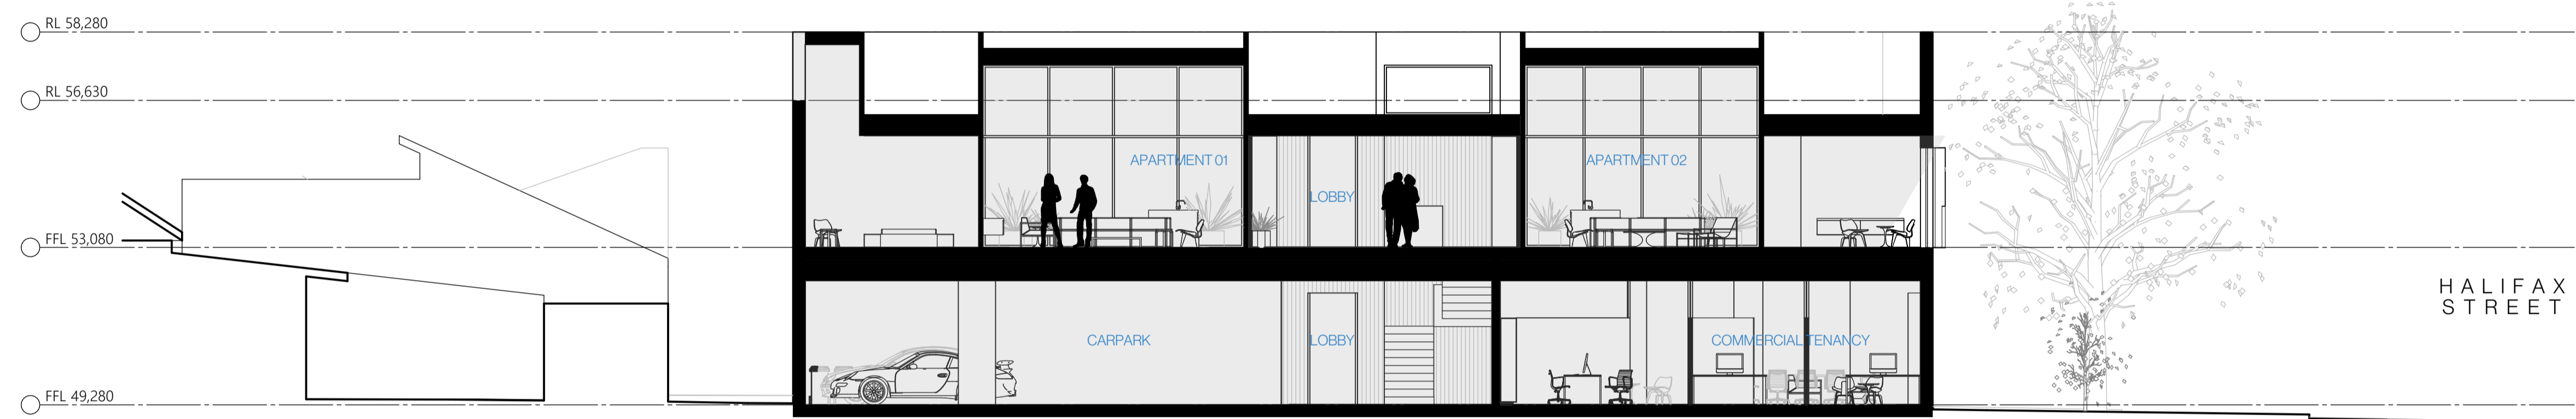 RL 58,280
RL 56,630
APARTMENT 01
APARTMENT 02
LOBBY
FFL 53,080
HALIFAX
STREET
CARPARK
LOBBY
COMMERCIAL TENANCY
FFL 49,280